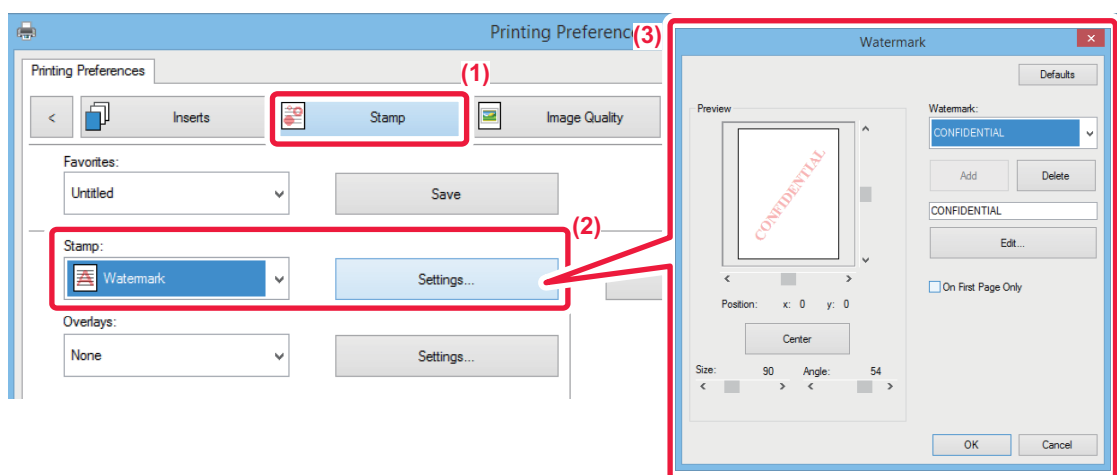 Printing Preferenc
(3)
Watermark
Printing Preferences
(1)
Defaults
<
Inserts
Stamp
Image Quality
Preview
Watermark:
CONFIDENTIAL
CONFIDENTIAL
Favorites:
Untitled
Save
Add
Delete
CONFIDENTIAL
(2)
Edit...
Stamp:
Watermark
Settings...
On First Page Only
Position: x: 0 y: 0
Overlays:
None
Settings...
Center
Size: 90 Angle: 54
OK
Cancel